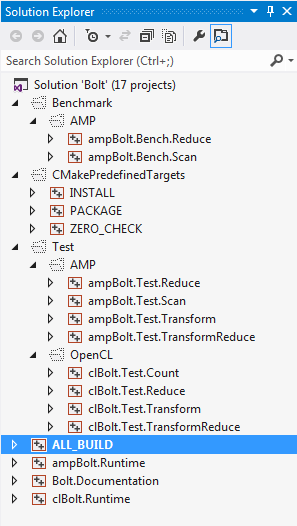 Solution Explorer
Search Solution Explorer (Ctrl+;)
Solution 'Bolt' (17 projects)
Benchmark
AMP
ampBolt.Bench.Reduce
ampBolt.Bench.Scan
CMakePredefinedTargets
INSTALL
PACKAGE
ZERO_CHECK
Test
AMP
ampBolt.Test.Reduce
ampBolt.Test.Scan
ampBolt.Test.Transform
ampBolt.Test.TransformReduce
OpenCL
clBolt.Test.Count
clBolt.Test.Reduce
clBolt.Test.Transform
clBolt.Test.TransformReduce
ALL_BUILD
ampBolt.Runtime
Bolt.Documentation
clBolt.Runtime